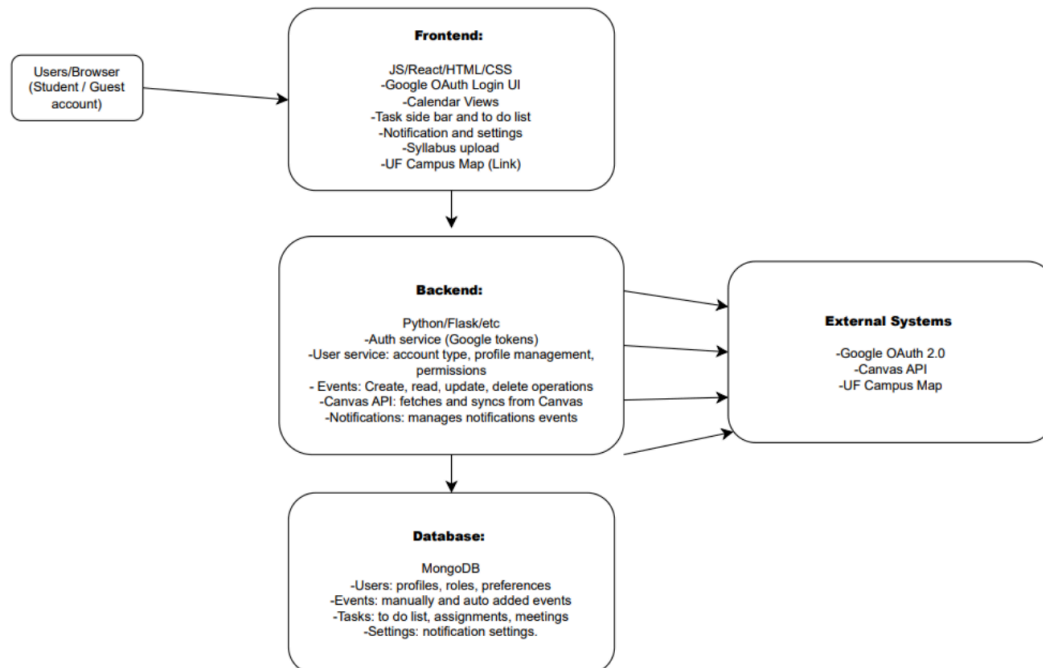 Users/Browser
(Student / Guest
account)
Frontend:
JS/React/HTML/CSS
-Google OAuth Login UI
-Calendar Views
-Task side bar and to do list
-Notification and settings
-Syllabus upload
-UF Campus Map (Link)
Backend:
Python/Flask/etc
-Auth service (Google tokens)
-User service: account type, profile management,
permissions
- Events: Create, read, update, delete operations
-Canvas API: fetches and syncs from Canvas
-Notifications: manages notifications events
External Systems
-Google OAuth 2.0
-Canvas API
-UF Campus Map
Database:
MongoDB
-Users: profiles, roles, preferences
-Events: manually and auto added events
-Tasks: to do list, assignments, meetings
-Settings: notification settings.